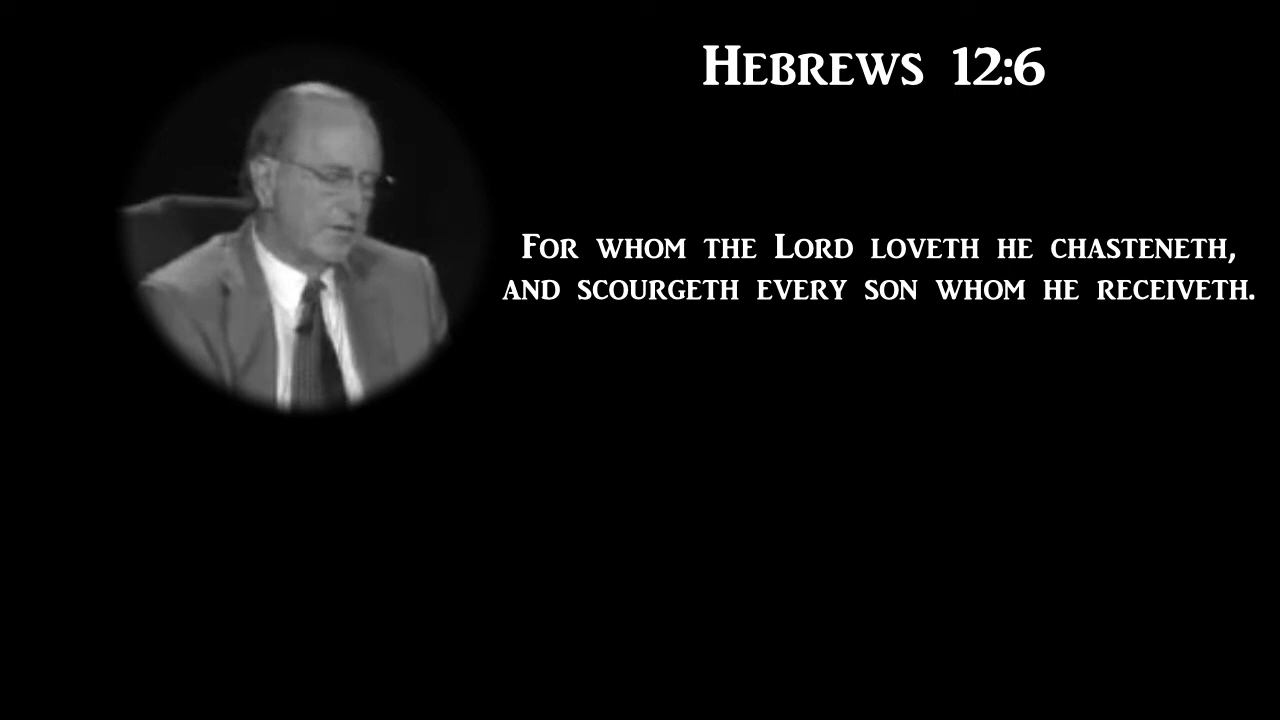 Hebrews 12:6
For whom the Lord loveth he chasteneth,
and scourgeth every son whom he receiveth.